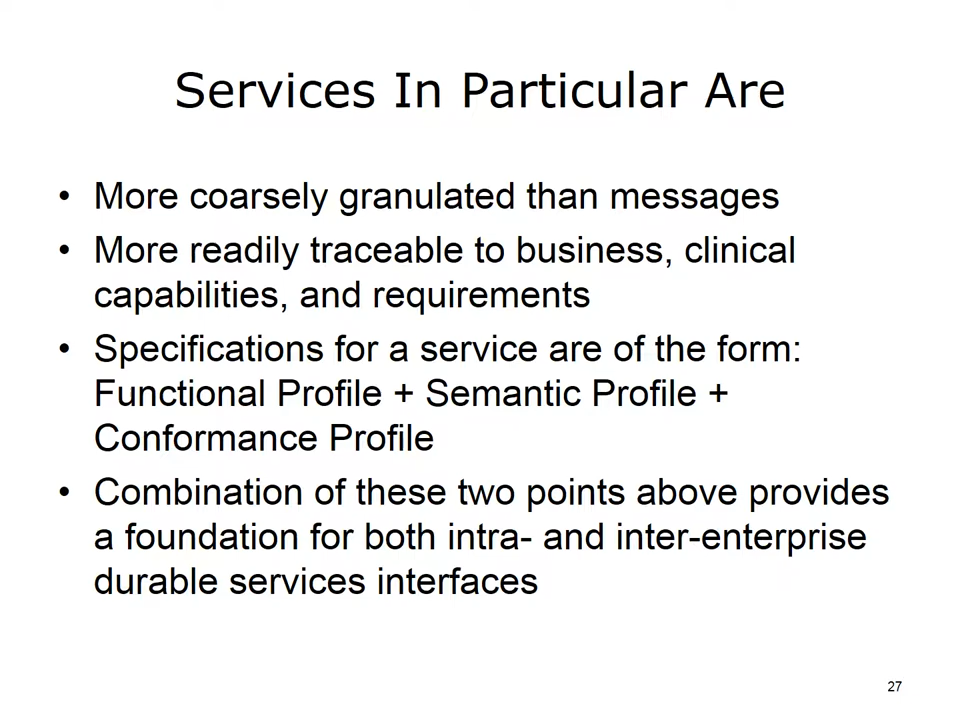 Services In Particular Are
• More coarsely granulated than messages
• More readily traceable to business, clinical
capabilities, and requirements
• Specifications for a service are of the form:
Functional Profile + Semantic Profile +
Conformance Profile
• Combination of these two points above provides
a foundation for both intra- and inter-enterprise
durable services interfaces
27